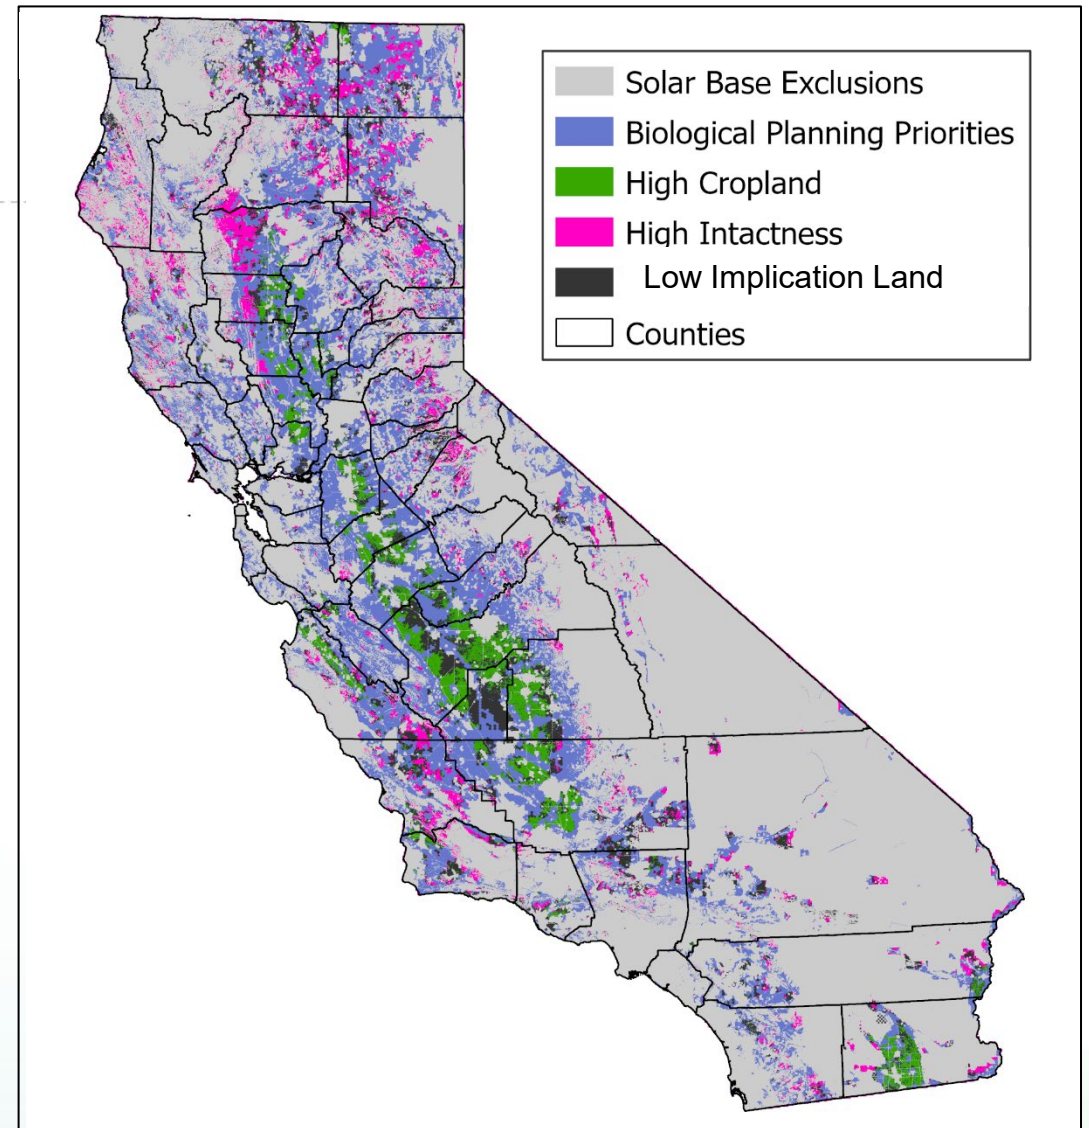 Solar Base Exclusions
Biological Planning Priorities
High Cropland
High Intactness
Low Implication Land
Counties